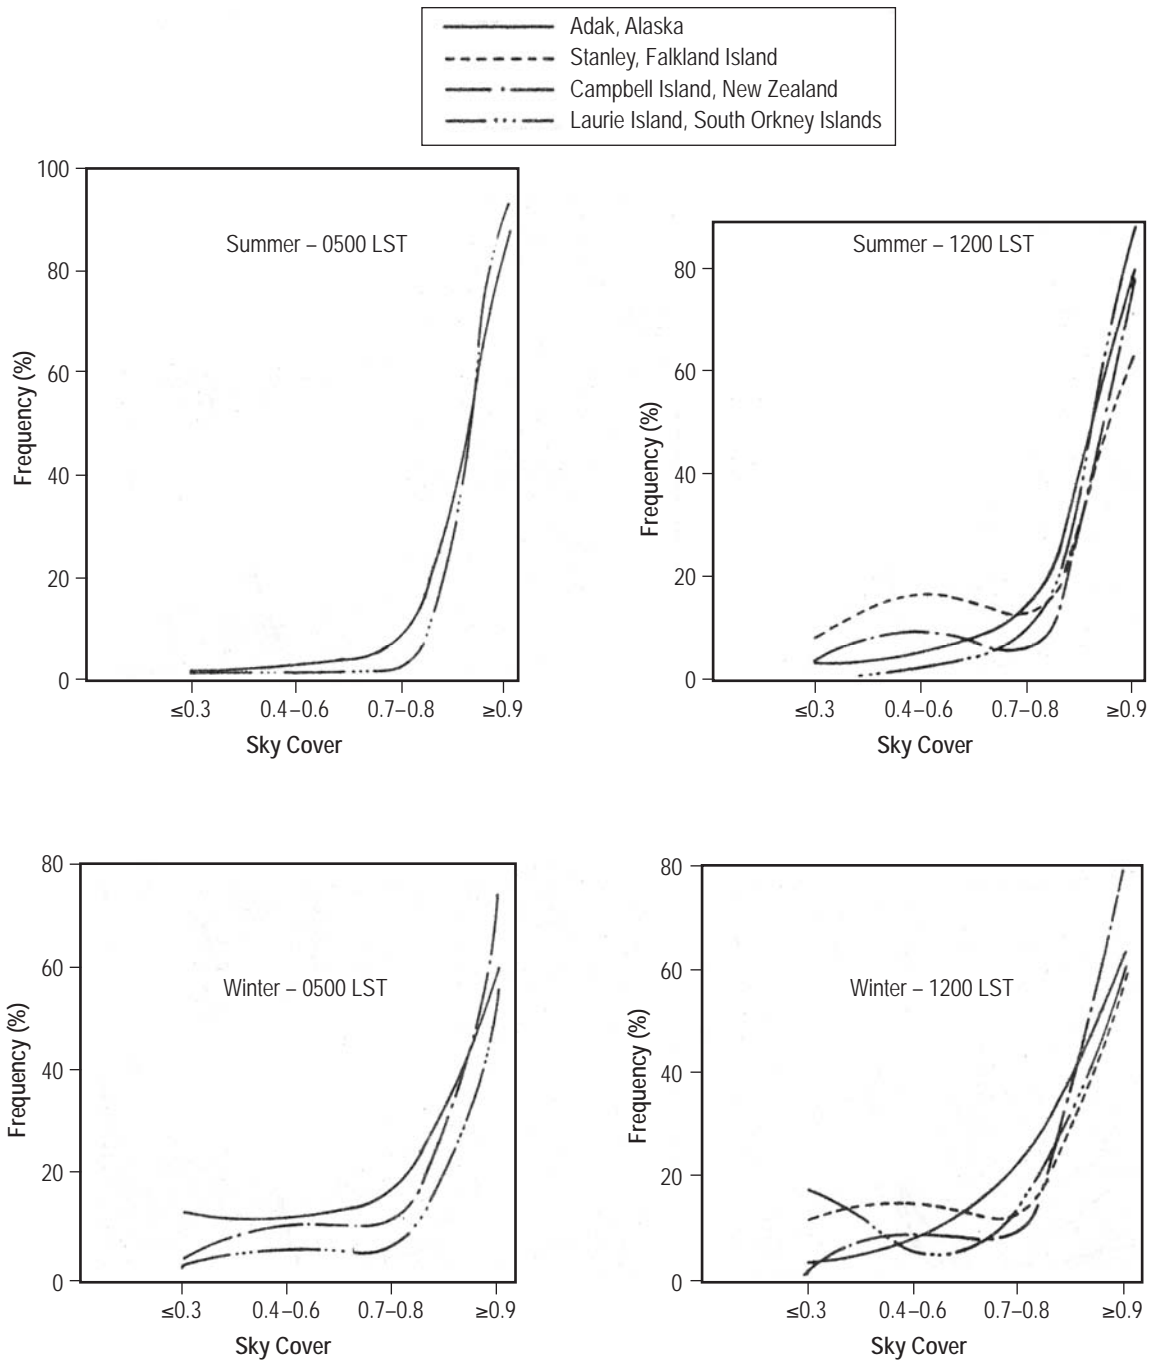 Adak, Alaska
Stanley, Falkland Island
Campbell Island, New Zealand
Laurie Island, South Orkney Islands
100
80
60
40
20
0
Frequency (%)
Summer – 0500 LST
≤0.3 0.4–0.6 0.7–0.8 ≥0.9
Sky Cover
80
60
40
20
0
Frequency (%)
Summer – 1200 LST
≤0.3 0.4–0.6 0.7–0.8 ≥0.9
Sky Cover
80
60
40
20
0
Frequency (%)
Winter – 0500 LST
≤0.3 0.4–0.6 0.7–0.8 ≥0.9
Sky Cover
80
60
40
20
0
Frequency (%)
Winter – 1200 LST
≤0.3 0.4–0.6 0.7–0.8 ≥0.9
Sky Cover